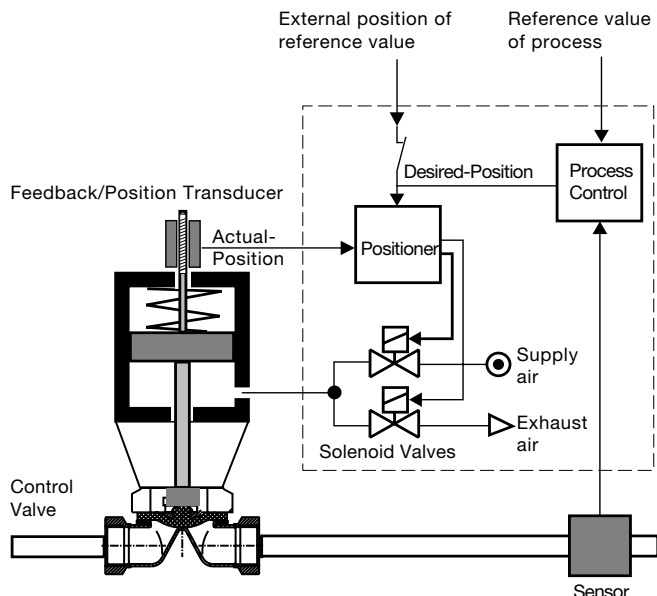 External position of
reference value
Reference value
of process
Feedback/Position Transducer
Desired-Position
Process
Control
Actual-
Position
Positioner
Supply
air
Exhaust
air
Solenoid Valves
Control
Valve
Sensor